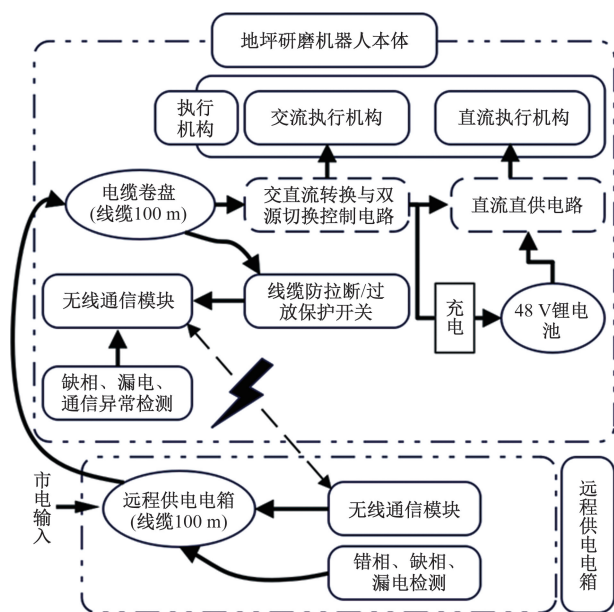 地坪研磨机器人本体
执行
机构
交流执行机构
直流执行机构
电缆卷盘
(线缆100 m)
交直流转换与双
源切换控制电路
直流直供电路
无线通信模块
线缆防拉断/过
放保护开关
充
电
48 V锂电
池
缺相、漏电、
通信异常检测
市
电
输
入
远程供电电箱
(线缆100 m)
无线通信模块
错相、缺相、
漏电检测
远
程
供
电
电
箱